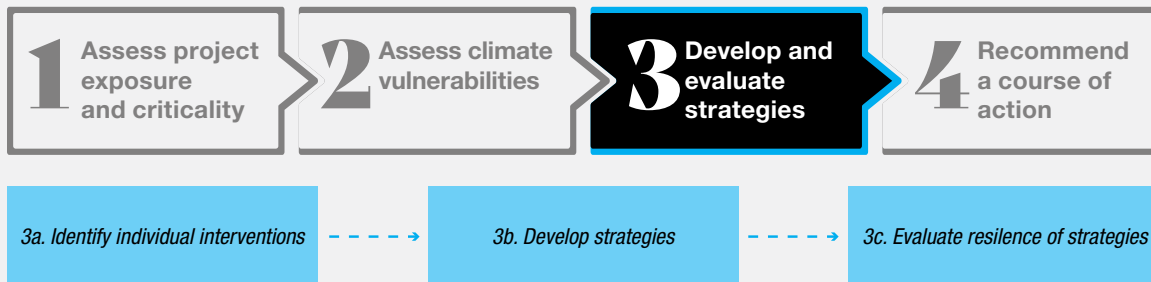 1 Assess project
exposure
and criticality
2 Assess climate
vulnerabilities
3 Develop and
evaluate
strategies
4 Recommend
a course of
action
3a. Identify individual interventions
3b. Develop strategies
3c. Evaluate resilence of strategies